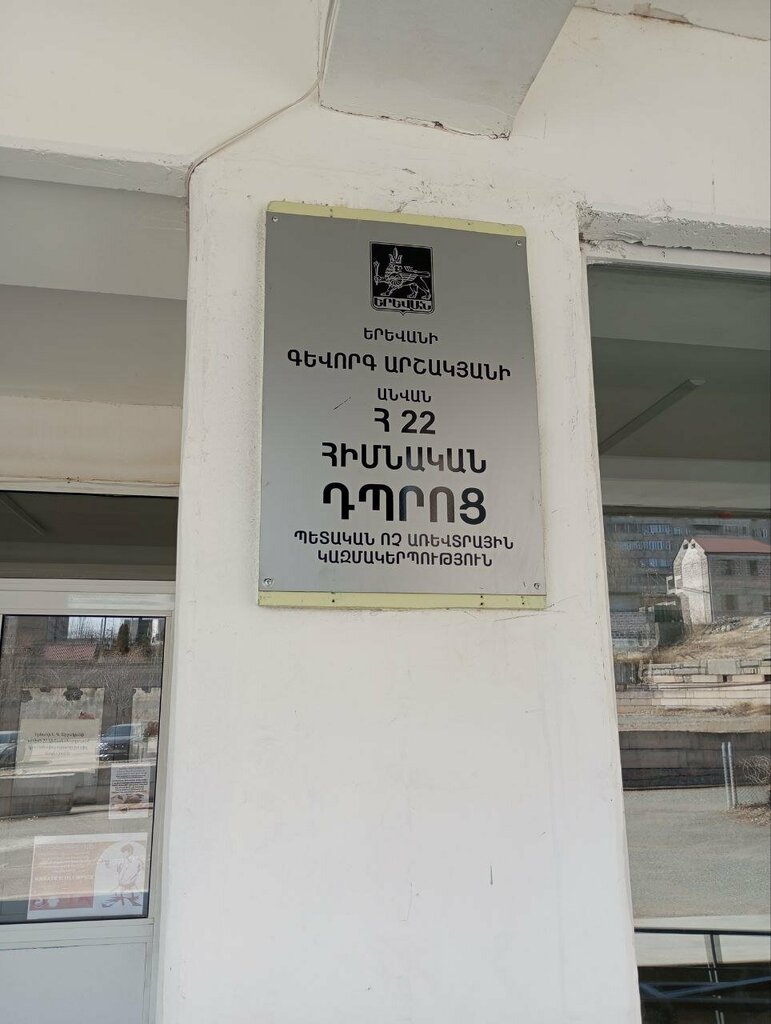 ԵՐԵՎԱՆ
ԵՐԵՎԱՆԻ
ԳԵՎՈՐԳ ԱՐՇԱԿՅԱՆԻ
ԱՆՎԱՆ
Հ 22
ՀԻՄՆԱԿԱՆ
ԴՊՐՈՑ
ՊԵՏԱԿԱՆ ՈՉ ԱՌԵՎՏՐԱՅԻՆ
ԿԱԶՄԱԿԵՐՊՈՒԹՅՈՒՆ